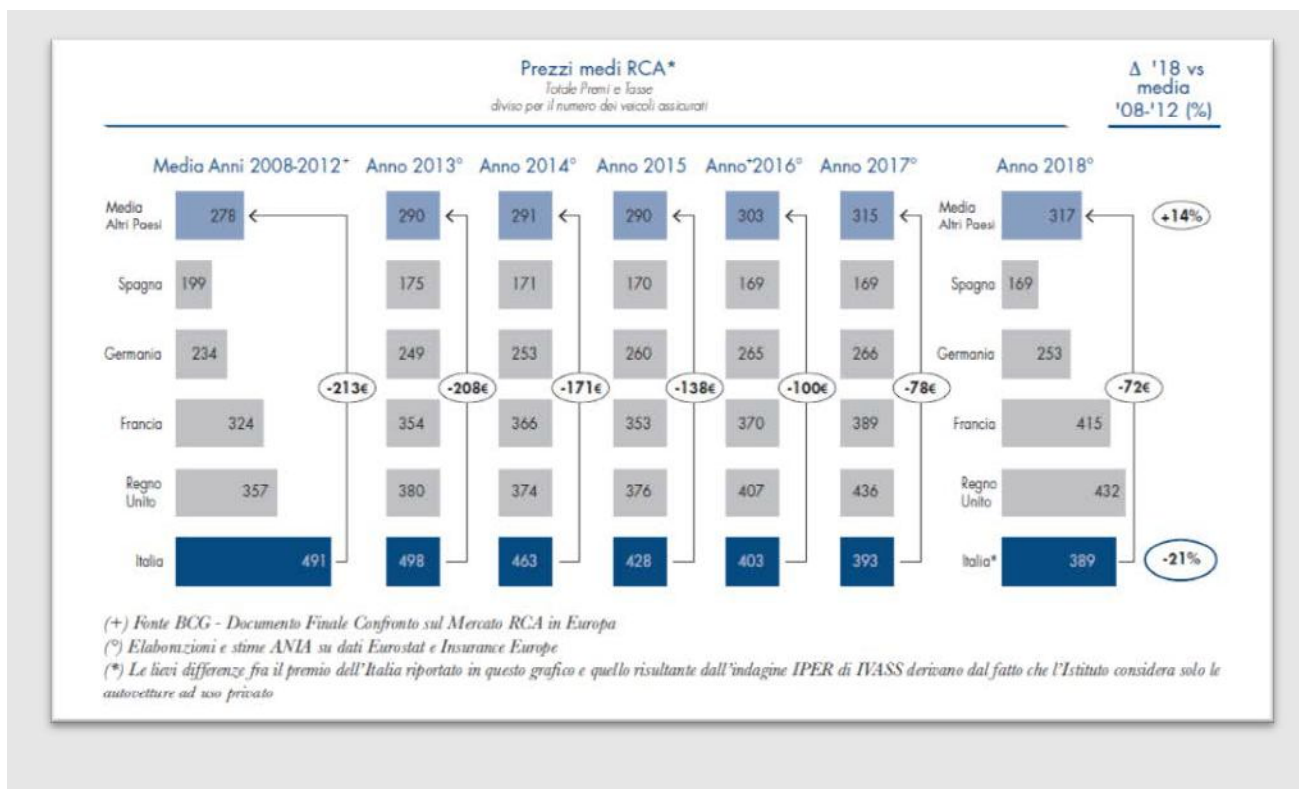 Prezzi medi RCA*
Totale Premi e Tasse
diviso per il numero dei veicoli assicurati
Δ '18 vs
media
'08-'12 (%)
Media Anni 2008-2012+ Anno 2013° Anno 2014° Anno 2015 Anno+2016° Anno 2017° Anno 2018°
Media
Altri Paesi
278 290 291 290 303 315
Media
Altri Paesi
317 +14%
Spagna 199 175 171 170 169 169 Spagna 169
Germania 234 249 253 260 265 266 Germania 253
-213€ -208€ -171€ -138€ -100€ -78€ -72€
Francia 324 354 366 353 370 389 Francia 415
Regno
Unito
357 380 374 376 407 436
Regno
Unito
432
Italia 491 498 463 428 403 393 Italia* 389 -21%
(+) Fonte BCG - Documento Finale Confronto sul Mercato RCA in Europa
(°) Elaborazioni e stime ANIA su dati Eurostat e Insurance Europe
(*) Le lievi differenze fra il premio dell'Italia riportato in questo grafico e quello risultante dall'indagine IPER di IVASS derivano dal fatto che l'Istituto considera solo le
autovetture ad uso privato